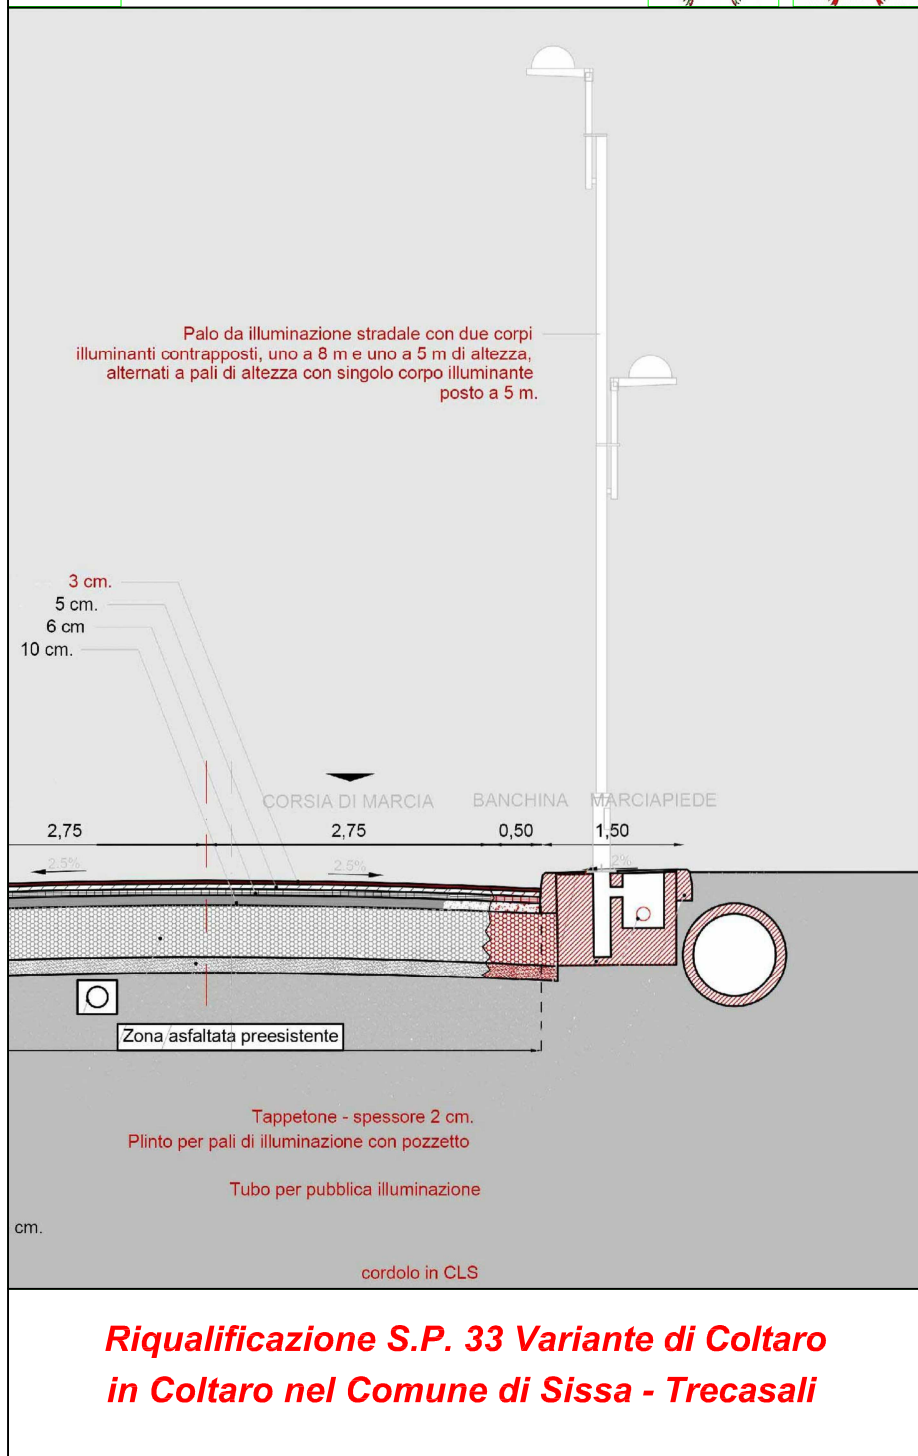 Palo da illuminazione stradale con due corpi
illuminanti contrapposti, uno a 8 m e uno a 5 m di altezza,
alternati a pali di altezza con singolo corpo illuminante
posto a 5 m.
3 cm.
5 cm.
6 cm
10 cm.
CORSIA DI MARCIA BANCHINA MARCIAPIEDE
2,75 2,75 0,50 1,50
2.5% 2.5% 2%
Zona asfaltata preesistente
Tappetone - spessore 2 cm.
Plinto per pali di illuminazione con pozzetto
Tubo per pubblica illuminazione
cm.
cordolo in CLS
Riqualificazione S.P. 33 Variante di Coltaro
in Coltaro nel Comune di Sissa - Trecasali